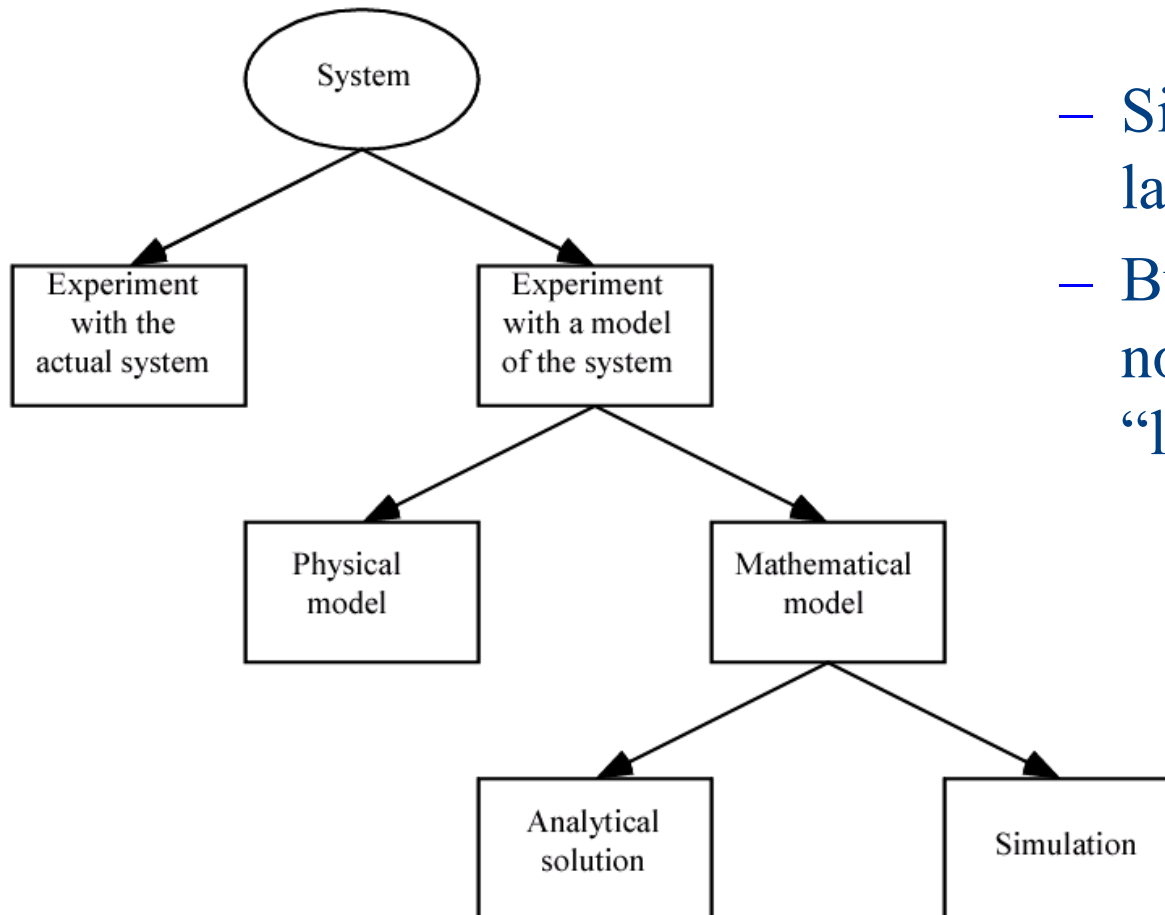 System
Experiment
with the
actual system
Experiment
with a model
of the system
Physical
model
Mathematical
model
Analytical
solution
Simulation
–
la
–
“l